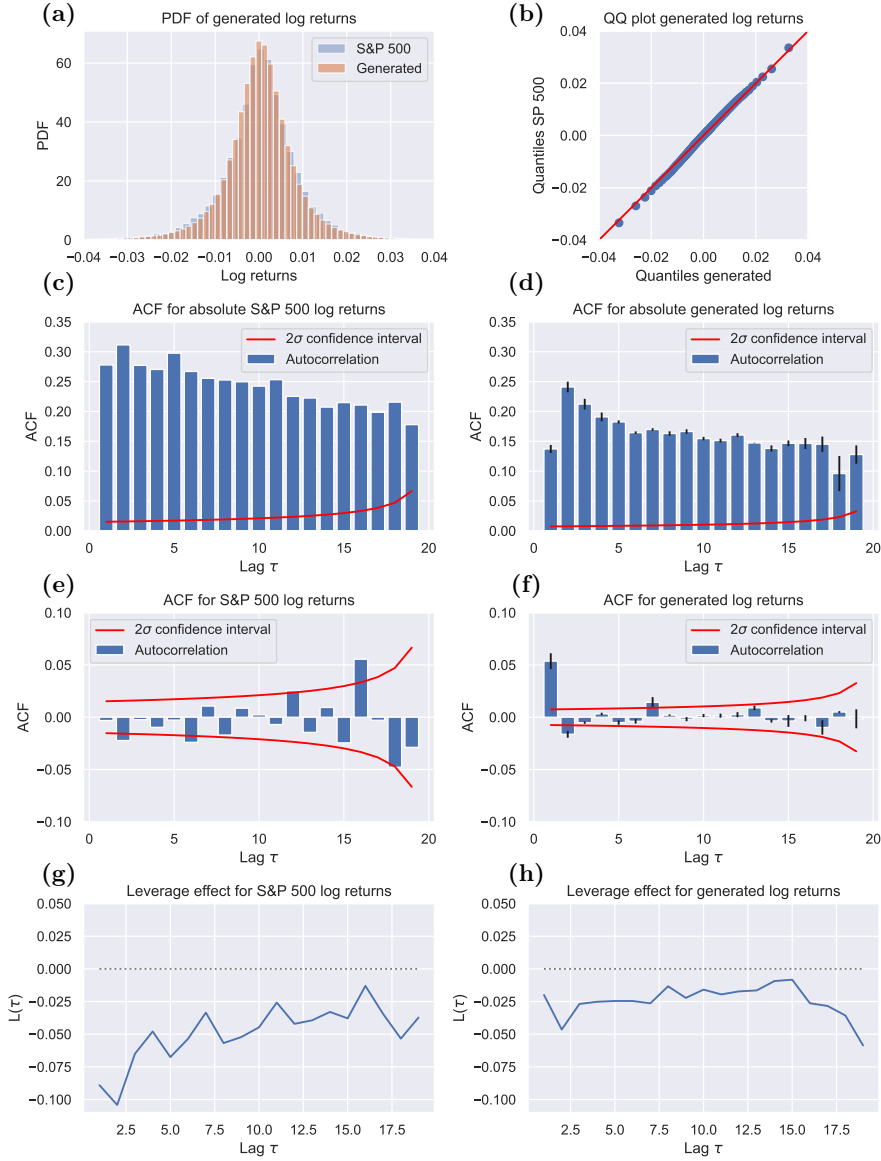 (a)
PDF of generated log returns
S&P 500
Generated
PDF
60
40
20
0
−0.04 −0.03 −0.02 −0.01 0.00 0.01 0.02 0.03 0.04
Log returns
(b)
QQ plot generated log returns
Quantiles SP 500
0.04
0.02
0.00
−0.02
−0.04
−0.04 −0.02 0.00 0.02 0.04
Quantiles generated
(c)
ACF for absolute S&P 500 log returns
2σ confidence interval
Autocorrelation
ACF
0.35
0.30
0.25
0.20
0.15
0.10
0.05
0.00
0 5 10 15 20
Lag τ
(d)
ACF for absolute generated log returns
2σ confidence interval
Autocorrelation
ACF
0.35
0.30
0.25
0.20
0.15
0.10
0.05
0.00
0 5 10 15 20
Lag τ
(e)
ACF for S&P 500 log returns
2σ confidence interval
Autocorrelation
ACF
0.10
0.05
0.00
−0.05
−0.10
0 5 10 15 20
Lag τ
(f)
ACF for generated log returns
2σ confidence interval
Autocorrelation
ACF
0.10
0.05
0.00
−0.05
−0.10
0 5 10 15 20
Lag τ
(g)
Leverage effect for S&P 500 log returns
L(τ)
0.050
0.025
0.000
−0.025
−0.050
−0.075
−0.100
2.5 5.0 7.5 10.0 12.5 15.0 17.5
Lag τ
(h)
Leverage effect for generated log returns
L(τ)
0.050
0.025
0.000
−0.025
−0.050
−0.075
−0.100
2.5 5.0 7.5 10.0 12.5 15.0 17.5
Lag τ